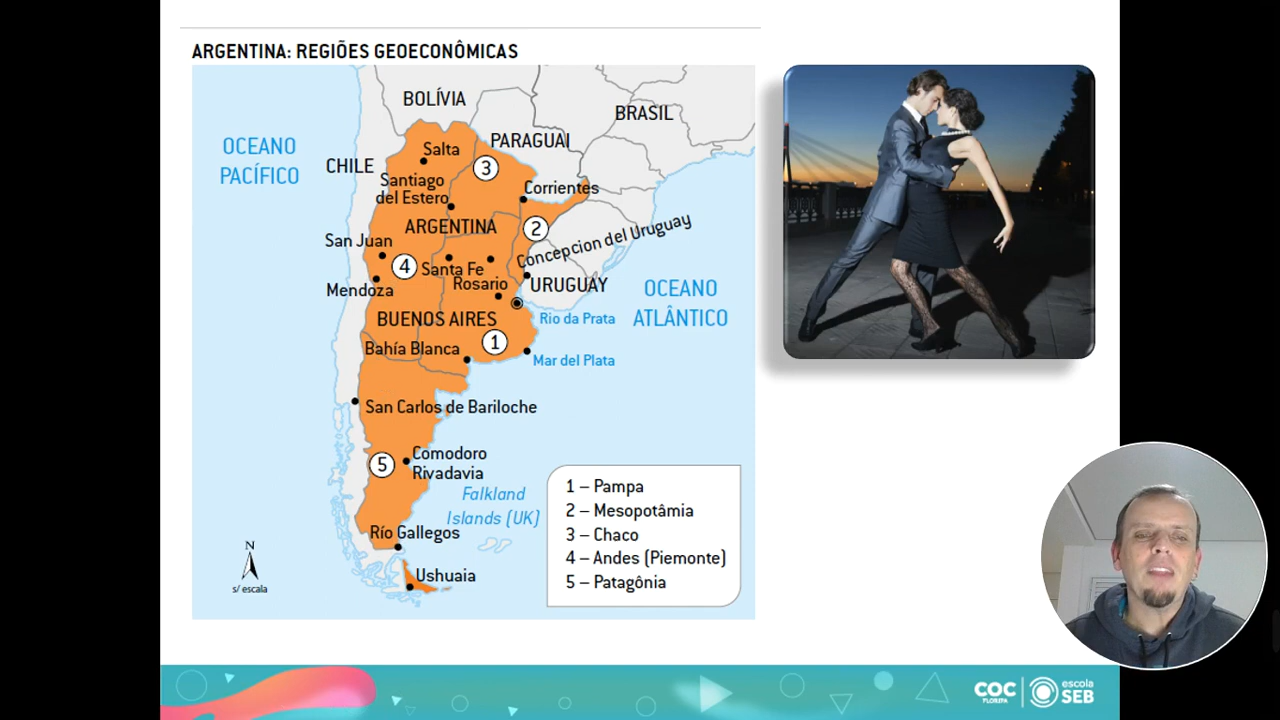 ARGENTINA: REGIÕES GEOECONÔMICAS
BOLÍVIA
BRASIL
OCEANO
PACÍFICO
PARAGUAI
Salta
CHILE
3
Santiago
del Estero
Corrientes
ARGENTINA
2
Concepcion del Uruguay
San Juan
4
Santa Fe
Rosario
Mendoza
URUGUAY
OCEANO
ATLÂNTICO
BUENOS AIRES
Rio da Prata
1
Bahía Blanca
Mar del Plata
San Carlos de Bariloche
5
Comodoro
Rivadavia
Falkland
Islands (UK)
Río Gallegos
Ushuaia
N
s/ escala
1 – Pampa
2 – Mesopotâmia
3 – Chaco
4 – Andes (Piemonte)
5 – Patagônia
COC
FLORIPA
escola
SEB